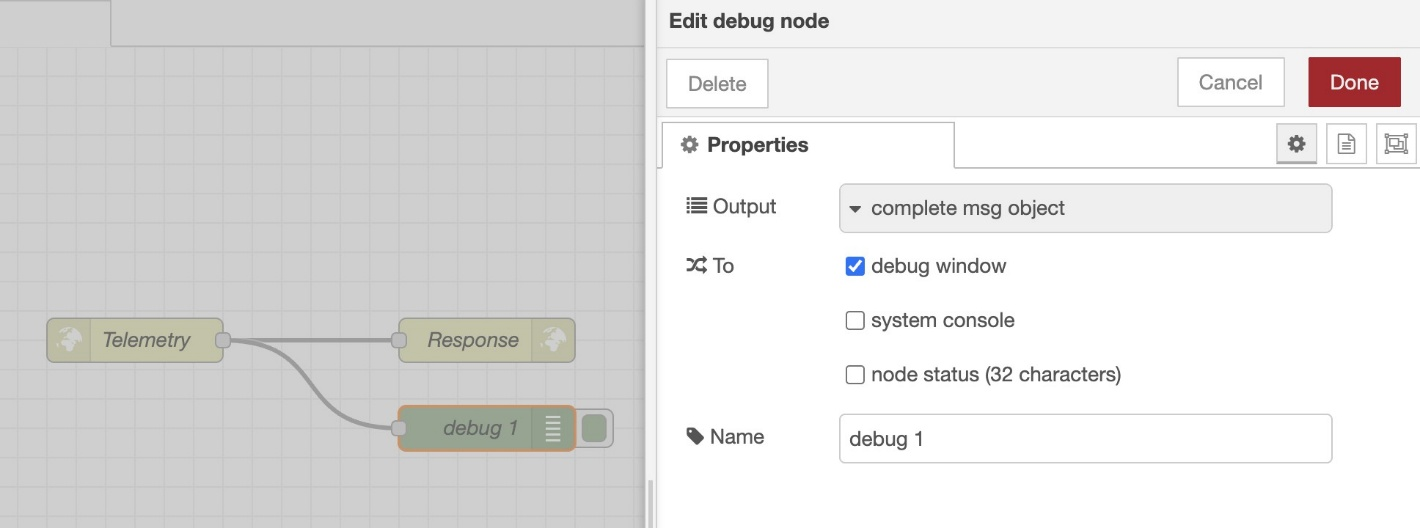 Edit debug node
Delete
Cancel
Done
Properties
Output
complete msg object
To
debug window
system console
node status (32 characters)
Name
debug 1
Telemetry
Response
debug 1